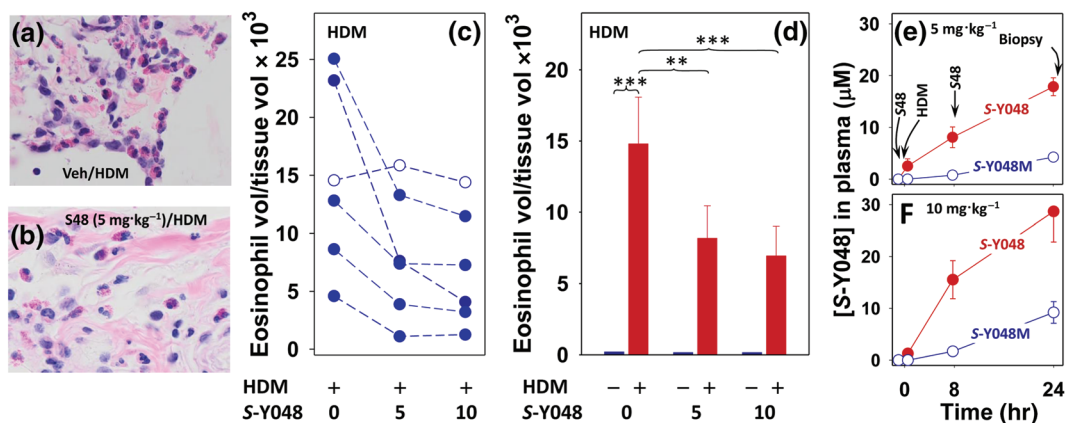 (a)
Veh/HDM
(b)
S48 (5 mg·kg⁻¹)/HDM
HDM
(c)
Eosinophil vol/tissue vol × 10³
25
20
15
10
5
0
HDM + + +
S-Y048 0 5 10
HDM
(d)
***
**
***
Eosinophil vol/tissue vol × 10³
20
15
10
5
0
HDM − + − + − +
S-Y048 0 5 10
(e)
5 mg·kg⁻¹
Biopsy
S48
HDM
S48
S-Y048
S-Y048M
30
20
10
0
F 10 mg·kg⁻¹
S-Y048
S-Y048M
30
20
10
0
[S-Y048] in plasma (µM)
0 8 24
Time (hr)